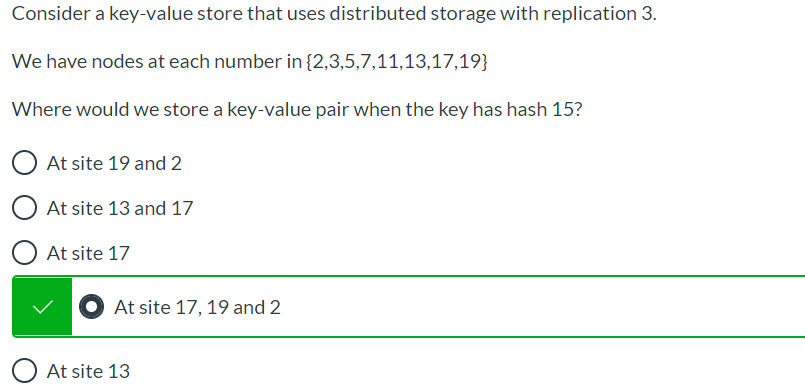 Consider a key-value store that uses distributed storage with replication 3.
We have nodes at each number in {2,3,5,7,11,13,17,19}
Where would we store a key-value pair when the key has hash 15?
At site 19 and 2
At site 13 and 17
At site 17
At site 17, 19 and 2
At site 13